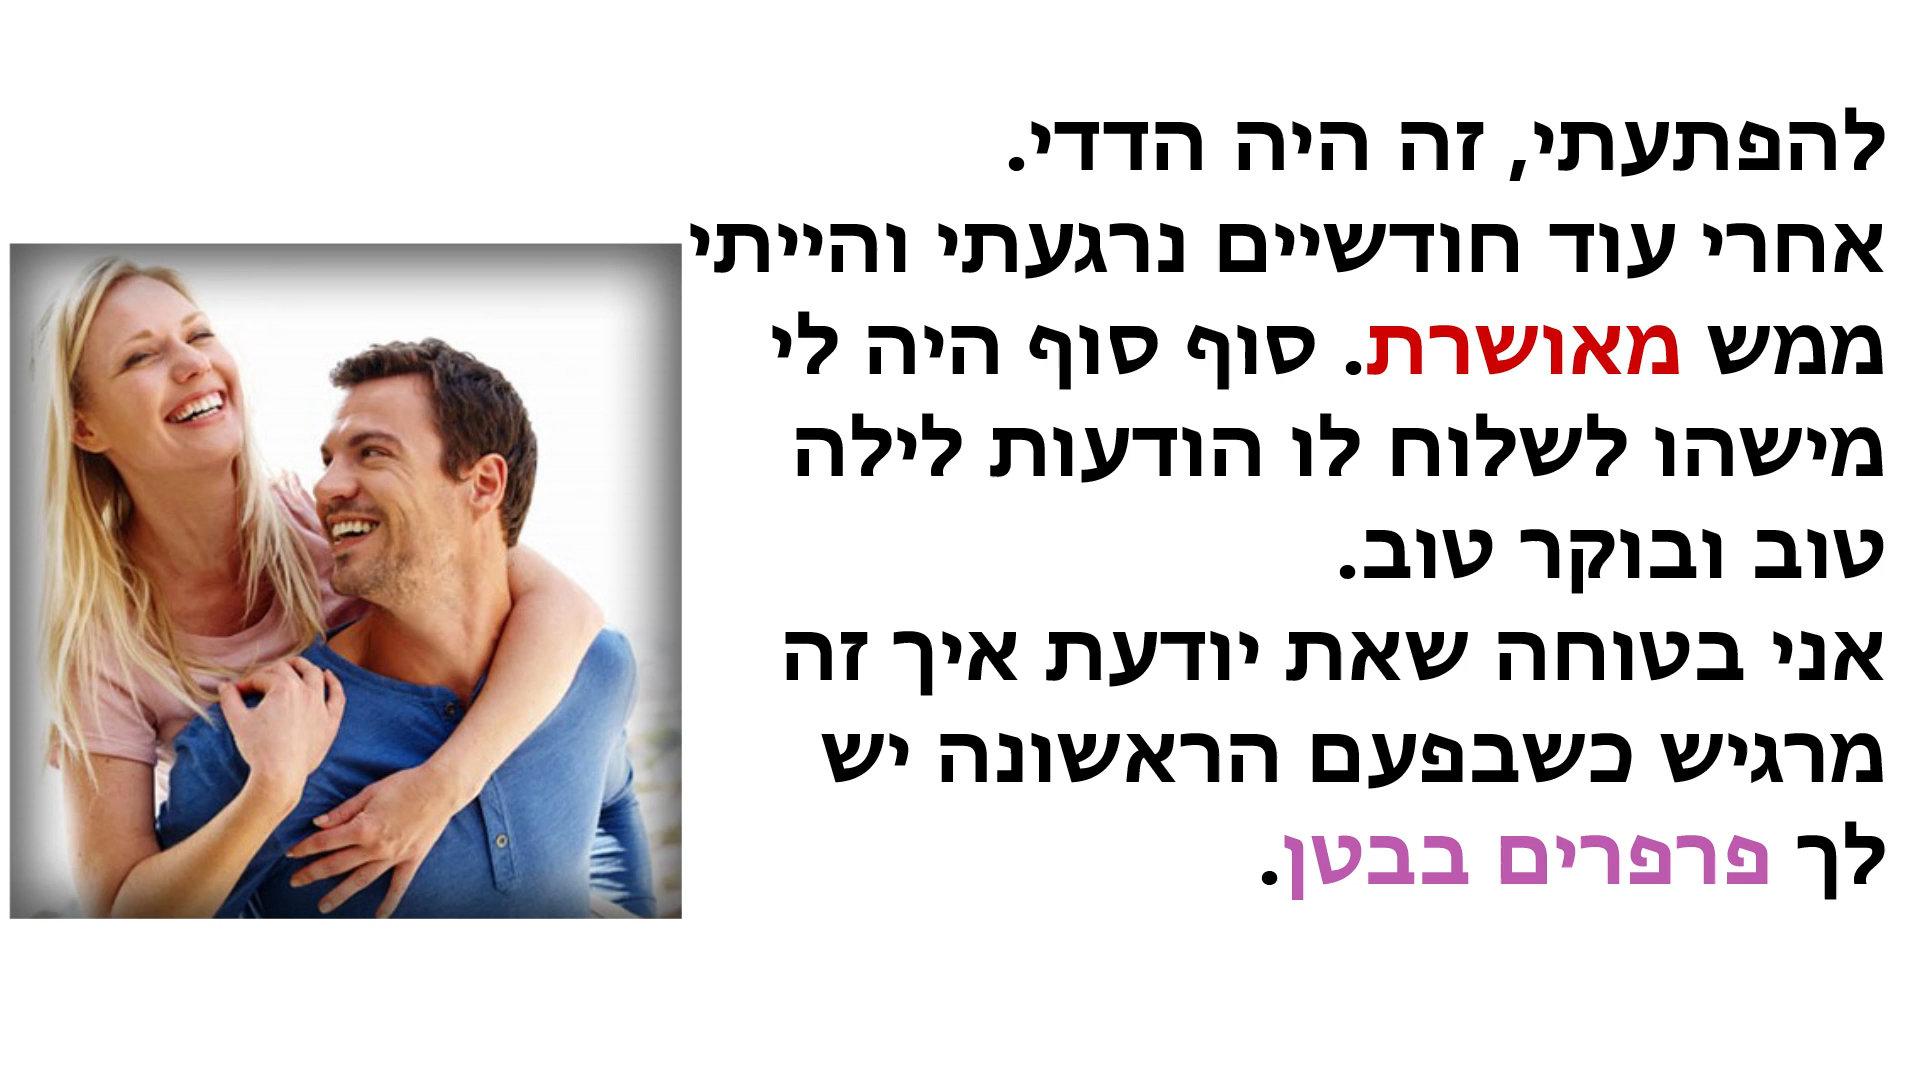 להפתעתי, זה היה הדדי.
אחרי עוד חודשיים נרגעתי והייתי
ממש מאושרת. סוף סוף היה לי
מישהו לשלוח לו הודעות לילה
טוב ובוקר טוב.
אני בטוחה שאת יודעת איך זה
מרגיש כשבפעם הראשונה יש
לך פרפרים בבטן.